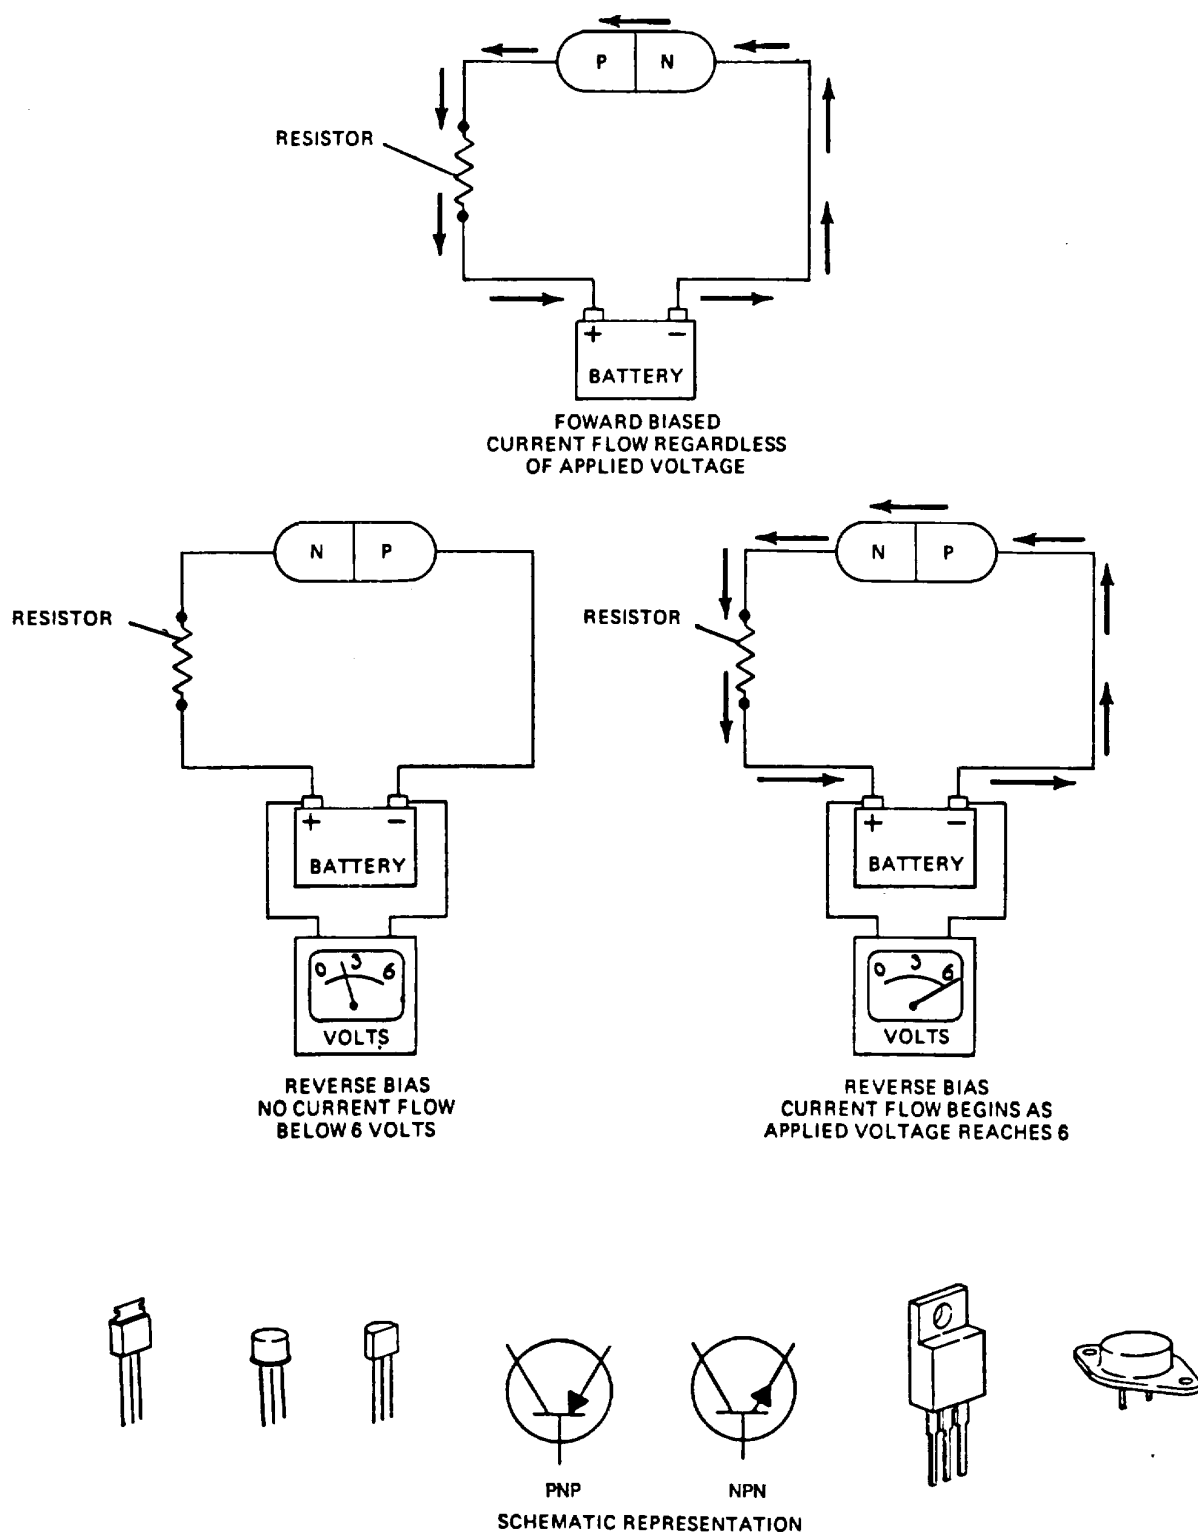 P N
RESISTOR
+ −
BATTERY
FOWARD BIASED
CURRENT FLOW REGARDLESS
OF APPLIED VOLTAGE
N P
RESISTOR
+ −
BATTERY
0 3 6
VOLTS
REVERSE BIAS
NO CURRENT FLOW
BELOW 6 VOLTS
N P
RESISTOR
+ −
BATTERY
0 3 6
VOLTS
REVERSE BIAS
CURRENT FLOW BEGINS AS
APPLIED VOLTAGE REACHES 6
PNP NPN
SCHEMATIC REPRESENTATION